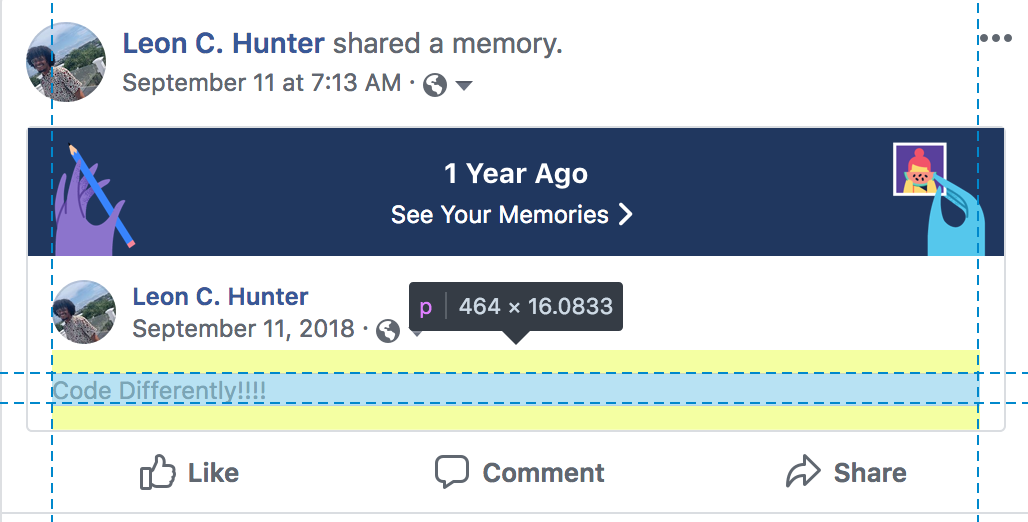 Leon C. Hunter shared a memory.
September 11 at 7:13 AM ·
1 Year Ago
See Your Memories
Leon C. Hunter
September 11, 2018 ·
p 464 × 16.0833
Code Differently!!!!
Like Comment Share